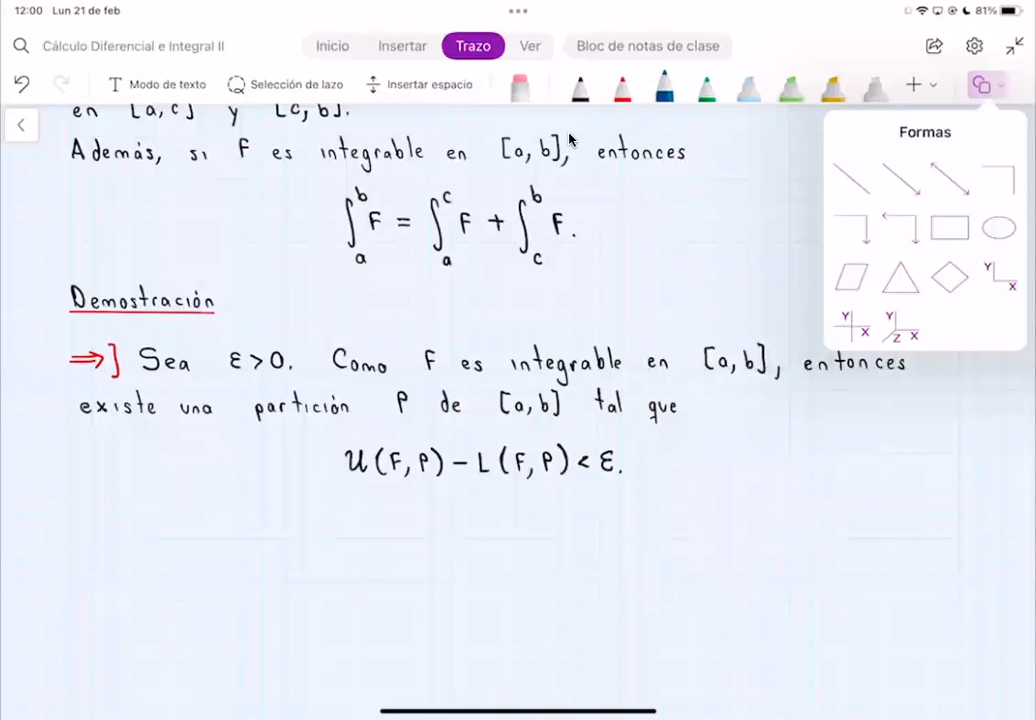 12:00 Lun 21 de feb
81%
Cálculo Diferencial e Integral II
Inicio Insertar Trazo Ver Bloc de notas de clase
Modo de texto Selección de lazo Insertar espacio
en [a, c] y [c, b].
Además, si f es integrable en [a, b], entonces
∫_a^b f = ∫_a^c f + ∫_c^b f.
Demostración
⇒] Sea ε > 0. Como f es integrable en [a, b], entonces
existe una partición P de [a, b] tal que
U(f, P) − L(f, P) < ε.
Formas
Y X
Y X
Y Z X